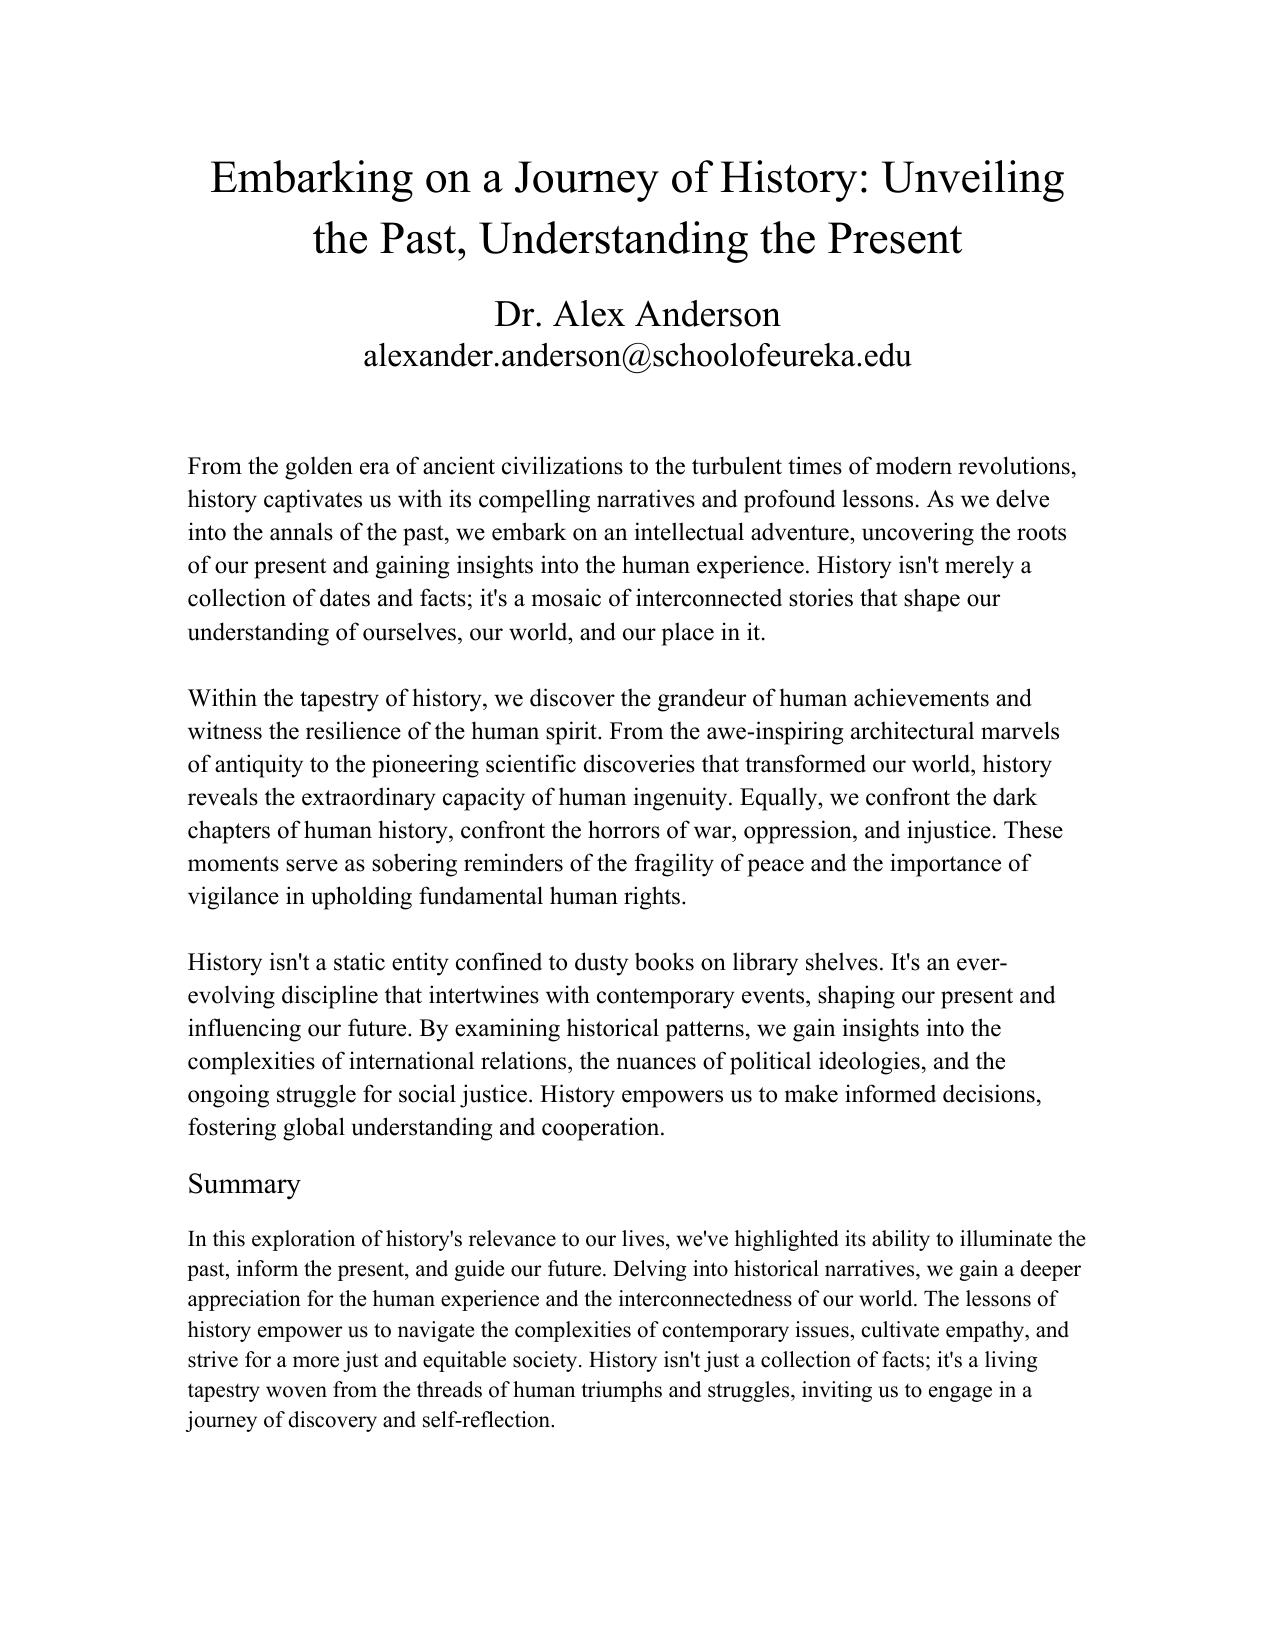 Embarking on a Journey of History: Unveiling
the Past, Understanding the Present
Dr. Alex Anderson
alexander.anderson@schoolofeureka.edu
From the golden era of ancient civilizations to the turbulent times of modern revolutions,
history captivates us with its compelling narratives and profound lessons. As we delve
into the annals of the past, we embark on an intellectual adventure, uncovering the roots
of our present and gaining insights into the human experience. History isn't merely a
collection of dates and facts; it's a mosaic of interconnected stories that shape our
understanding of ourselves, our world, and our place in it.
Within the tapestry of history, we discover the grandeur of human achievements and
witness the resilience of the human spirit. From the awe-inspiring architectural marvels
of antiquity to the pioneering scientific discoveries that transformed our world, history
reveals the extraordinary capacity of human ingenuity. Equally, we confront the dark
chapters of human history, confront the horrors of war, oppression, and injustice. These
moments serve as sobering reminders of the fragility of peace and the importance of
vigilance in upholding fundamental human rights.
History isn't a static entity confined to dusty books on library shelves. It's an ever-
evolving discipline that intertwines with contemporary events, shaping our present and
influencing our future. By examining historical patterns, we gain insights into the
complexities of international relations, the nuances of political ideologies, and the
ongoing struggle for social justice. History empowers us to make informed decisions,
fostering global understanding and cooperation.
Summary
In this exploration of history's relevance to our lives, we've highlighted its ability to illuminate the
past, inform the present, and guide our future. Delving into historical narratives, we gain a deeper
appreciation for the human experience and the interconnectedness of our world. The lessons of
history empower us to navigate the complexities of contemporary issues, cultivate empathy, and
strive for a more just and equitable society. History isn't just a collection of facts; it's a living
tapestry woven from the threads of human triumphs and struggles, inviting us to engage in a
journey of discovery and self-reflection.